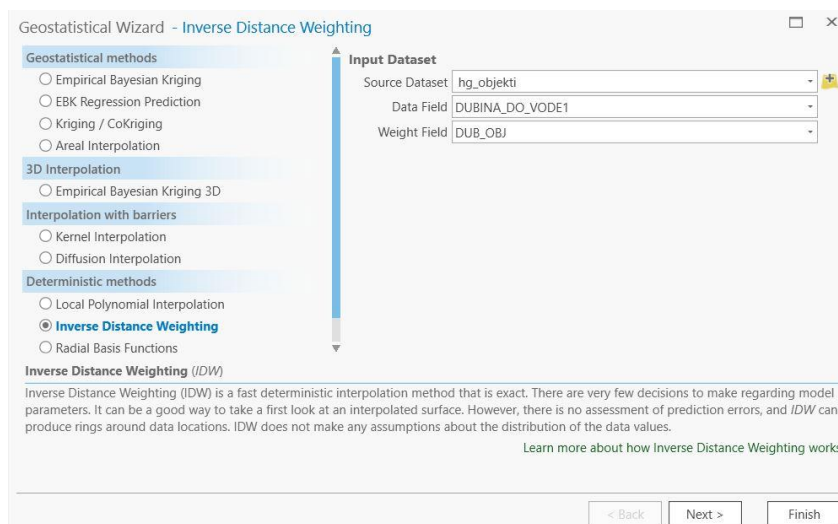 Geostatistical Wizard - Inverse Distance Weighting
Geostatistical methods
Empirical Bayesian Kriging
EBK Regression Prediction
Kriging / CoKriging
Areal Interpolation
3D Interpolation
Empirical Bayesian Kriging 3D
Interpolation with barriers
Kernel Interpolation
Diffusion Interpolation
Deterministic methods
Local Polynomial Interpolation
Inverse Distance Weighting
Radial Basis Functions
Input Dataset
Source Dataset hg_objekti
Data Field DUBINA_DO_VODE1
Weight Field DUB_OBJ
Inverse Distance Weighting (IDW)
Inverse Distance Weighting (IDW) is a fast deterministic interpolation method that is exact. There are very few decisions to make regarding model
parameters. It can be a good way to take a first look at an interpolated surface. However, there is no assessment of prediction errors, and IDW can
produce rings around data locations. IDW does not make any assumptions about the distribution of the data values.
Learn more about how Inverse Distance Weighting works
< Back Next > Finish